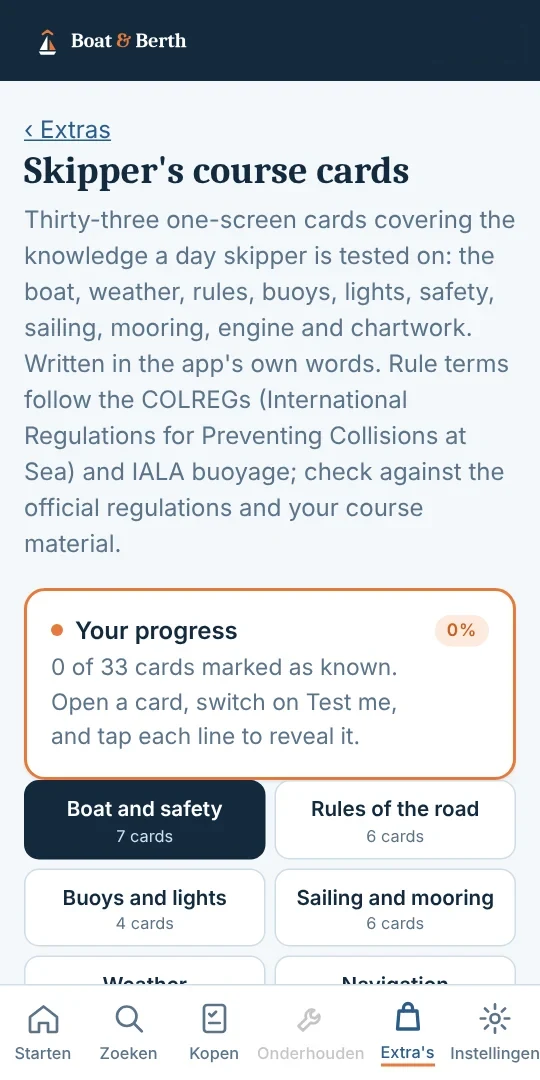 Boat & Berth
‹ Extras
Skipper's course cards
Thirty-three one-screen cards covering the
knowledge a day skipper is tested on: the
boat, weather, rules, buoys, lights, safety,
sailing, mooring, engine and chartwork.
Written in the app's own words. Rule terms
follow the COLREGs (International
Regulations for Preventing Collisions at
Sea) and IALA buoyage; check against the
official regulations and your course
material.
Your progress 0%
0 of 33 cards marked as known.
Open a card, switch on Test me,
and tap each line to reveal it.
Boat and safety Rules of the road
7 cards 6 cards
Buoys and lights Sailing and mooring
4 cards 6 cards
Weather Navigation
Starten Zoeken Kopen Onderhouden Extra's Instellingen